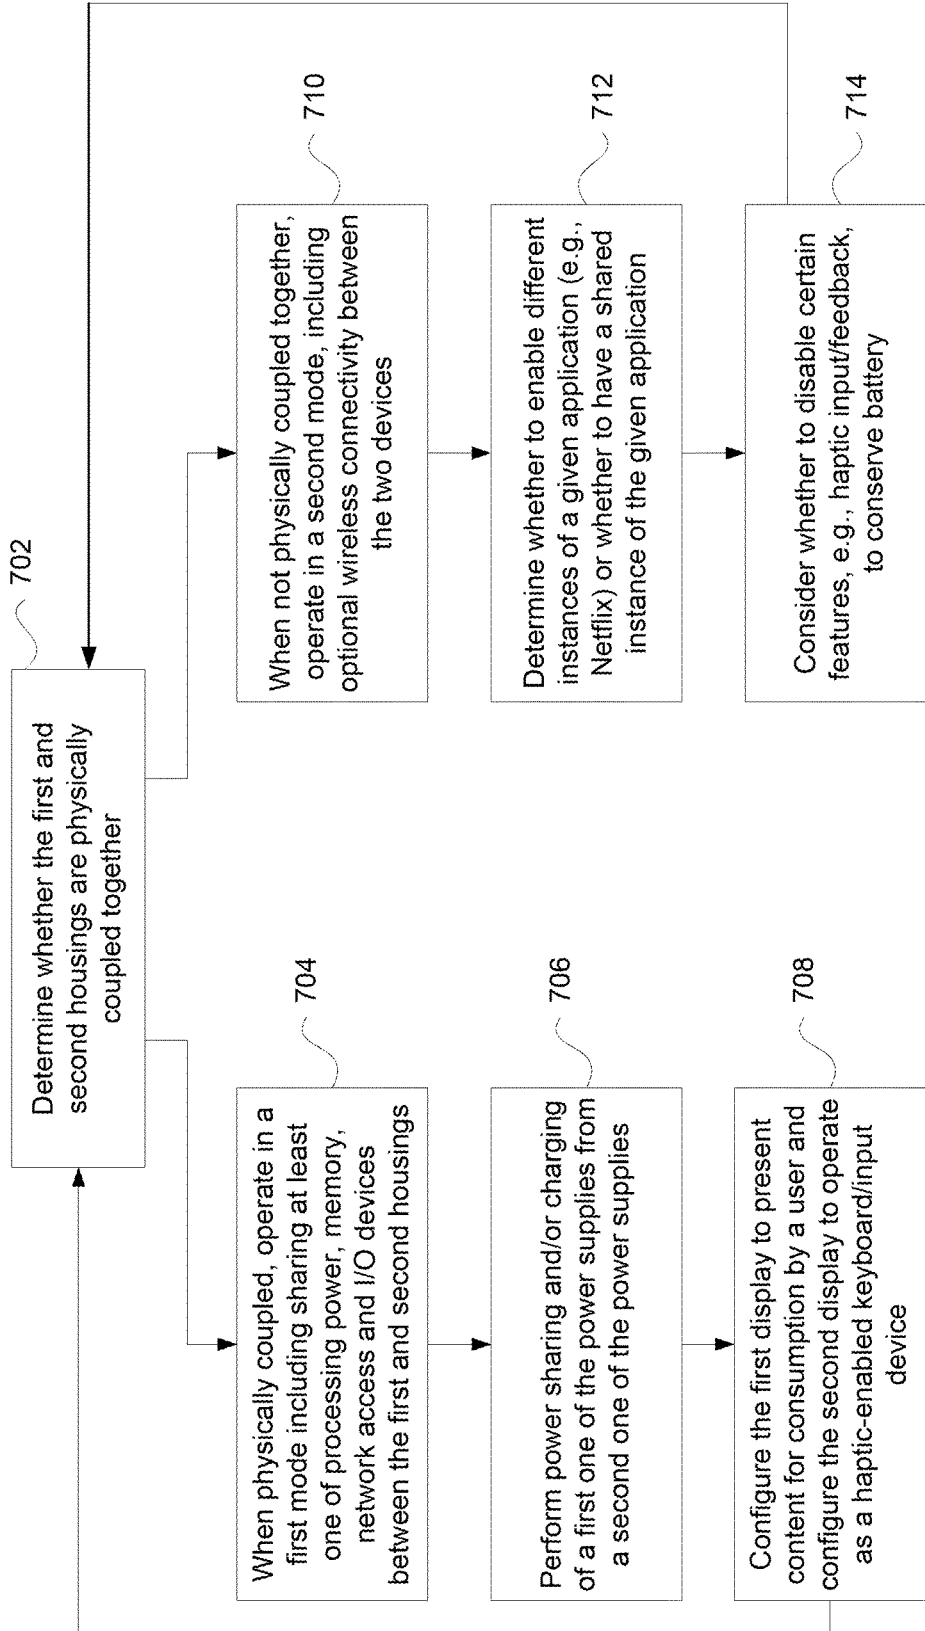 702
Determine whether the first and
second housings are physically
coupled together
704
When physically coupled, operate in a
first mode including sharing at least
one of processing power, memory,
network access and I/O devices
between the first and second housings
706
Perform power sharing and/or charging
of a first one of the power supplies from
a second one of the power supplies
708
Configure the first display to present
content for consumption by a user and
configure the second display to operate
as a haptic-enabled keyboard/input
device
710
When not physically coupled together,
operate in a second mode, including
optional wireless connectivity between
the two devices
712
Determine whether to enable different
instances of a given application (e.g.,
Netflix) or whether to have a shared
instance of the given application
714
Consider whether to disable certain
features, e.g., haptic input/feedback,
to conserve battery